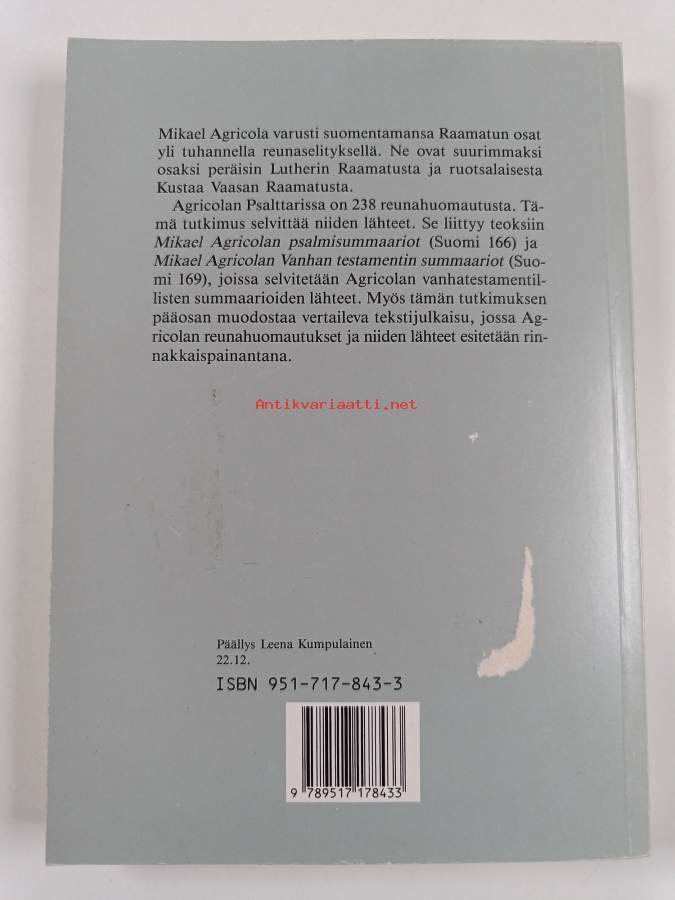 Mikael Agricola varusti suomentamansa Raamatun osat
yli tuhannella reunaselityksellä. Ne ovat suurimmaksi
osaksi peräisin Lutherin Raamatusta ja ruotsalaisesta
Kustaa Vaasan Raamatusta.
Agricolan Psalttarissa on 238 reunahuomautusta. Tä-
mä tutkimus selvittää niiden lähteet. Se liittyy teoksiin
Mikael Agricolan psalmisummaariot (Suomi 166) ja
Mikael Agricolan Vanhan testamentin summaariot (Suo-
mi 169), joissa selvitetään Agricolan vanhatestamentil-
listen summaarioiden lähteet. Myös tämän tutkimuksen
pääosan muodostaa vertaileva tekstijulkaisu, jossa Ag-
ricolan reunahuomautukset ja niiden lähteet esitetään rin-
nakkaispainantana.
Antikvariaatti.net
Päällys Leena Kumpulainen
22.12.
ISBN 951-717-843-3
9 789517 178433